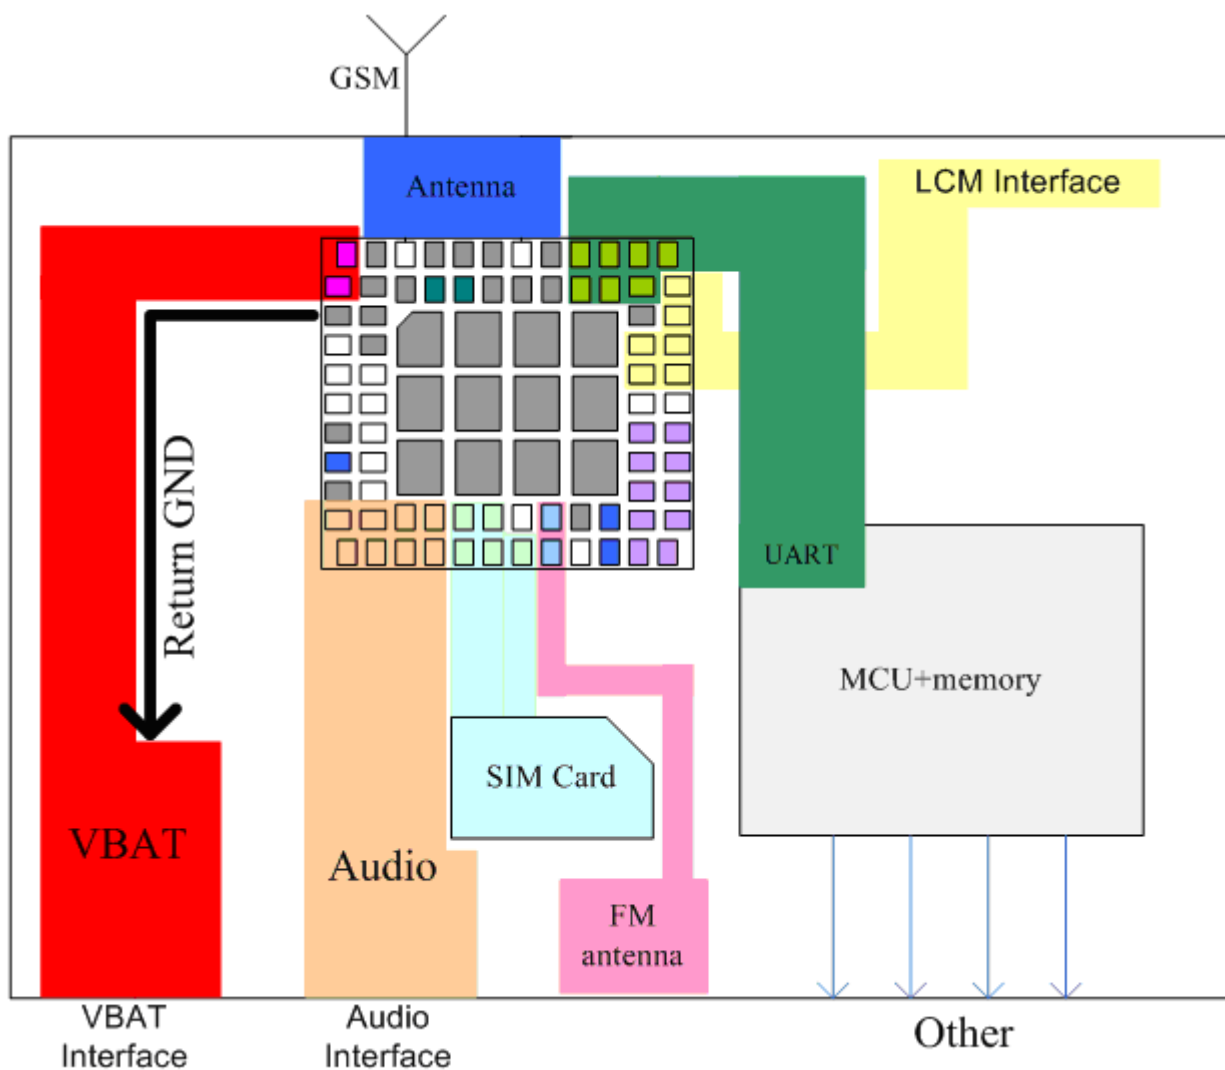 GSM
Antenna
LCM Interface
Return GND
UART
MCU+memory
SIM Card
VBAT
Audio
FM
antenna
VBAT
Interface
Audio
Interface
Other